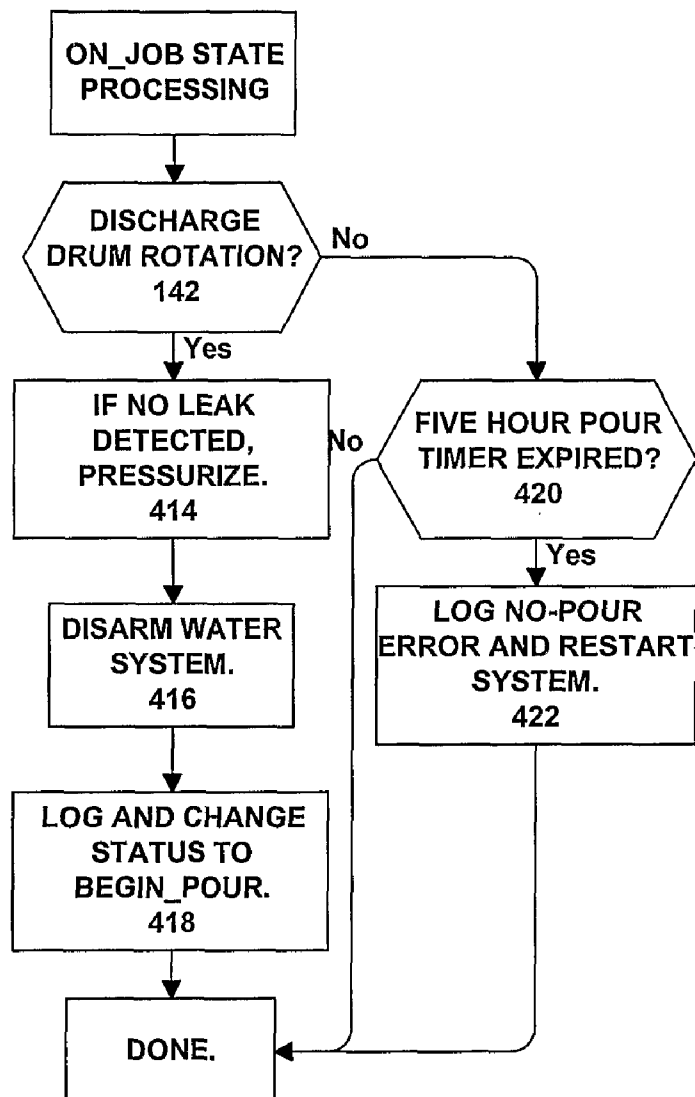 ON_JOB STATE
PROCESSING
DISCHARGE
DRUM ROTATION?
142
No
Yes
IF NO LEAK
DETECTED,
PRESSURIZE.
414
No
FIVE HOUR POUR
TIMER EXPIRED?
420
Yes
DISARM WATER
SYSTEM.
416
LOG NO-POUR
ERROR AND RESTART
SYSTEM.
422
LOG AND CHANGE
STATUS TO
BEGIN_POUR.
418
DONE.